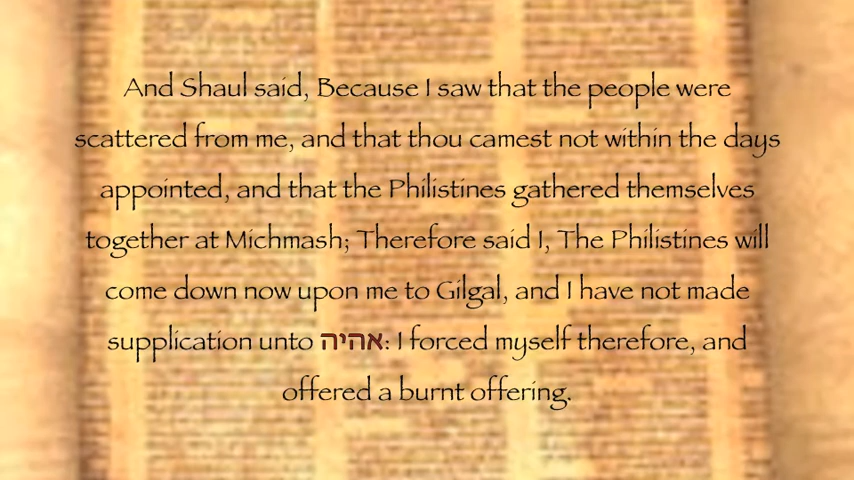 And Shaul said, Because I saw that the people were
scattered from me, and that thou camest not within the days
appointed, and that the Philistines gathered themselves
together at Michmash; Therefore said I, The Philistines will
come down now upon me to Gilgal, and I have not made
supplication unto אהיה: I forced myself therefore, and
offered a burnt offering.